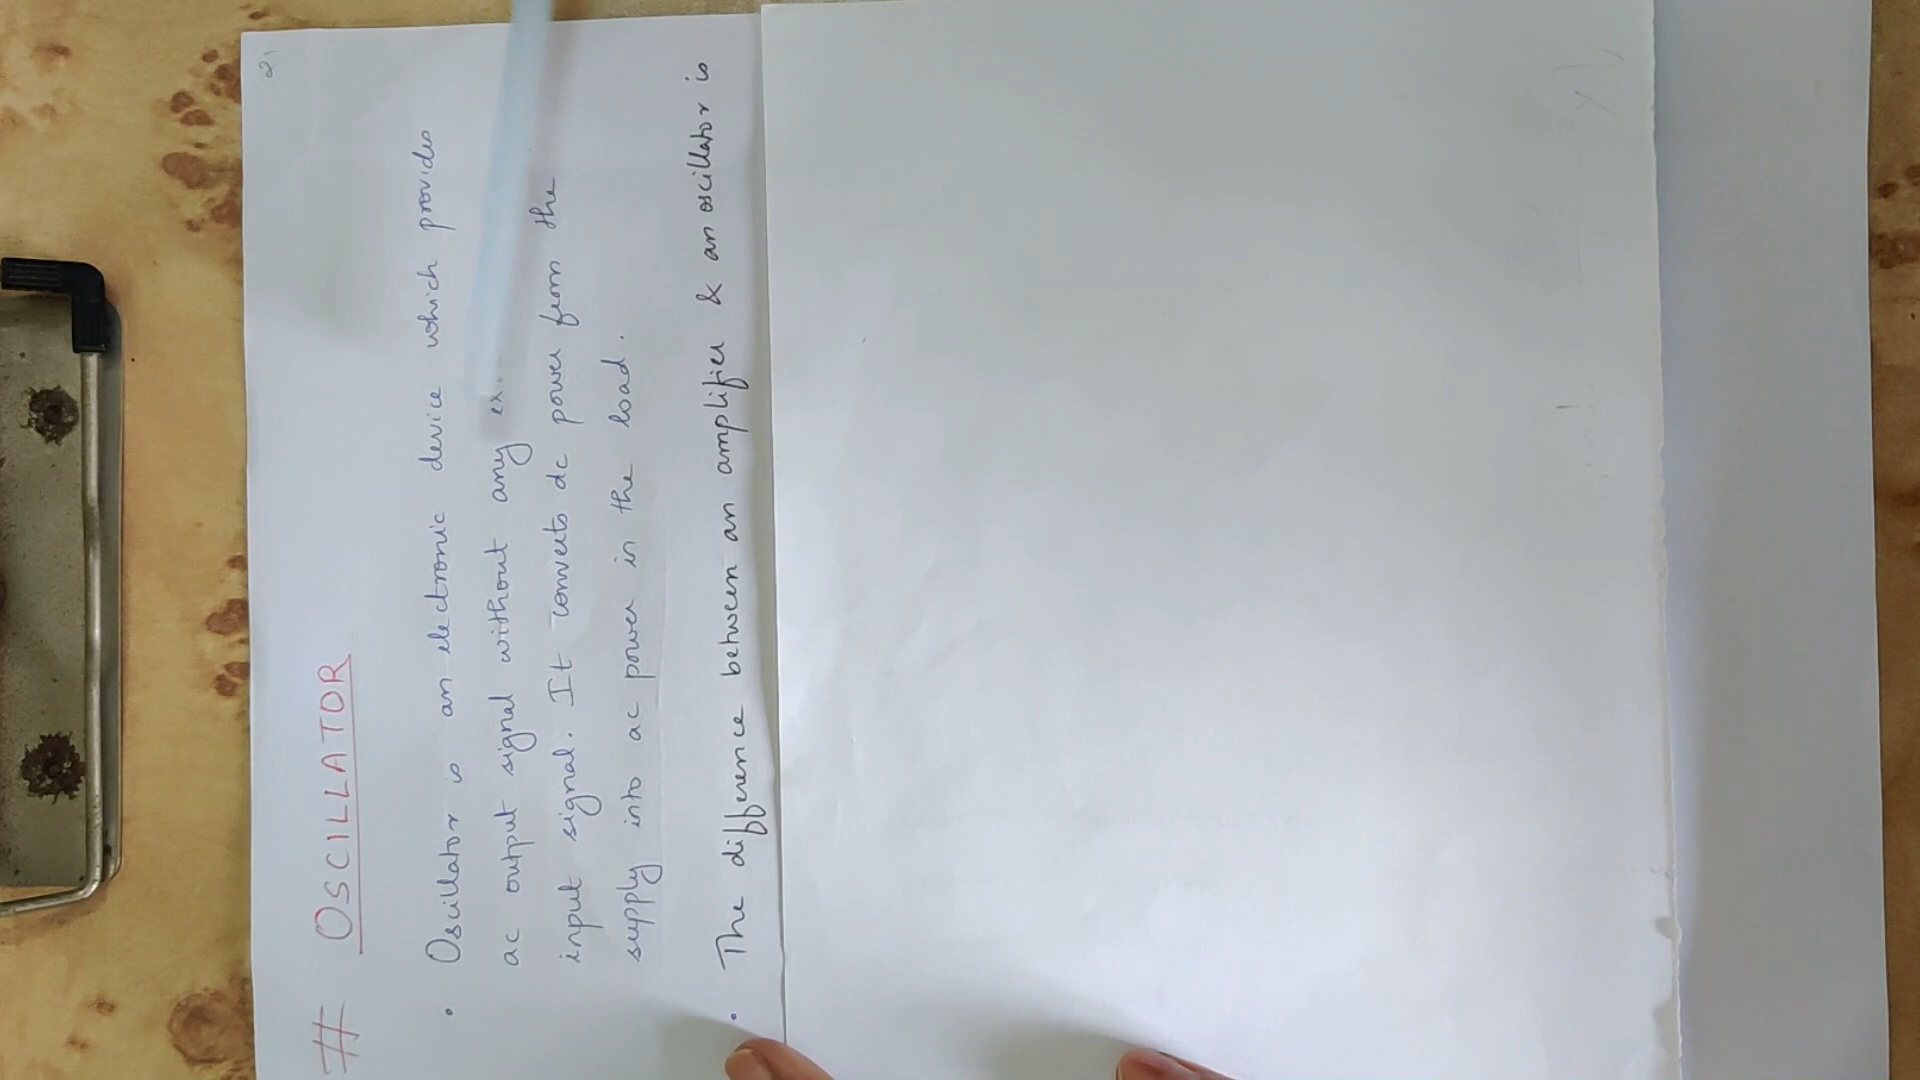 # OSCILLATOR
• Oscillator is an electronic device which provides
ac output signal without any
input signal. It converts dc power from the
supply into ac power in the load.
• The difference between an amplifier & an oscillator is